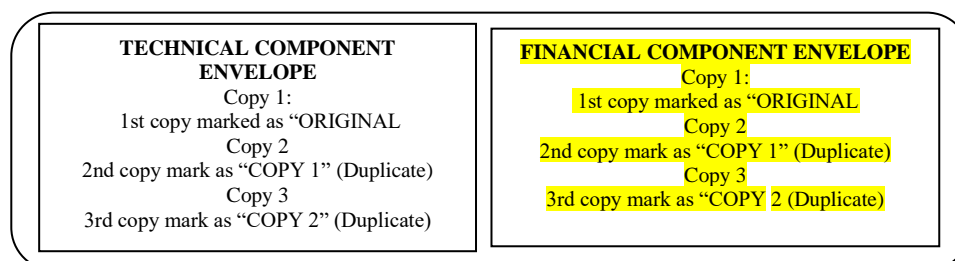 TECHNICAL COMPONENT
ENVELOPE
Copy 1:
1st copy marked as “ORIGINAL
Copy 2
2nd copy mark as “COPY 1” (Duplicate)
Copy 3
3rd copy mark as “COPY 2” (Duplicate)
FINANCIAL COMPONENT ENVELOPE
Copy 1:
1st copy marked as “ORIGINAL
Copy 2
2nd copy mark as “COPY 1” (Duplicate)
Copy 3
3rd copy mark as “COPY 2 (Duplicate)